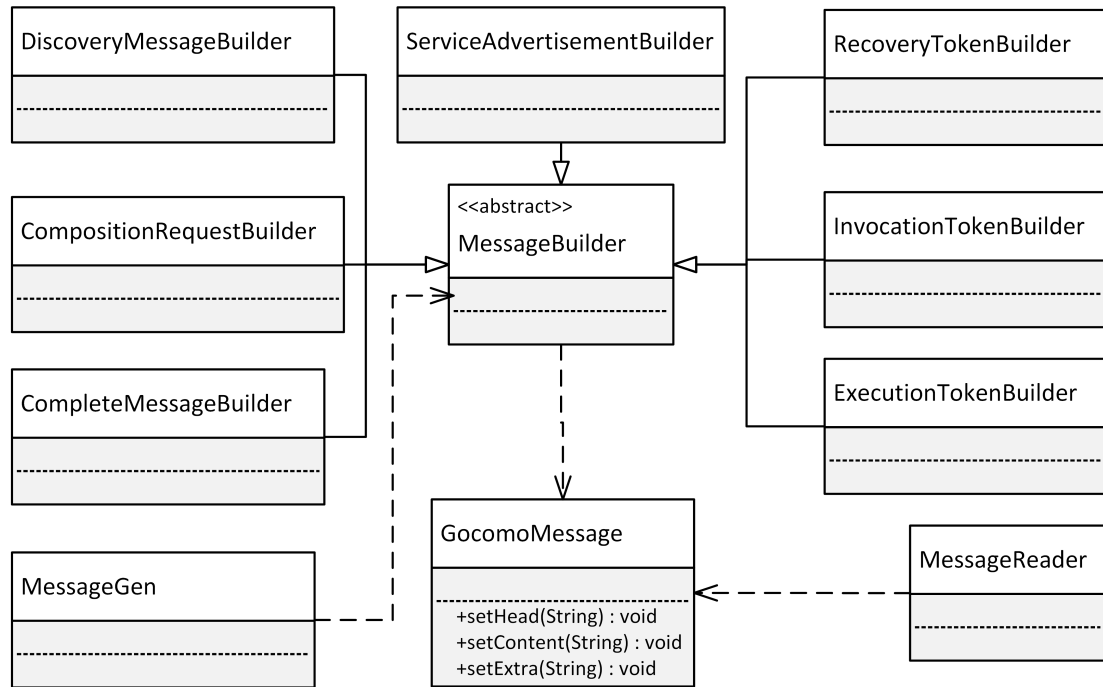 DiscoveryMessageBuilder
ServiceAdvertisementBuilder
RecoveryTokenBuilder
<<abstract>>
MessageBuilder
CompositionRequestBuilder
InvocationTokenBuilder
CompleteMessageBuilder
ExecutionTokenBuilder
GocomoMessage
+setHead(String) : void
+setContent(String) : void
+setExtra(String) : void
MessageGen
MessageReader